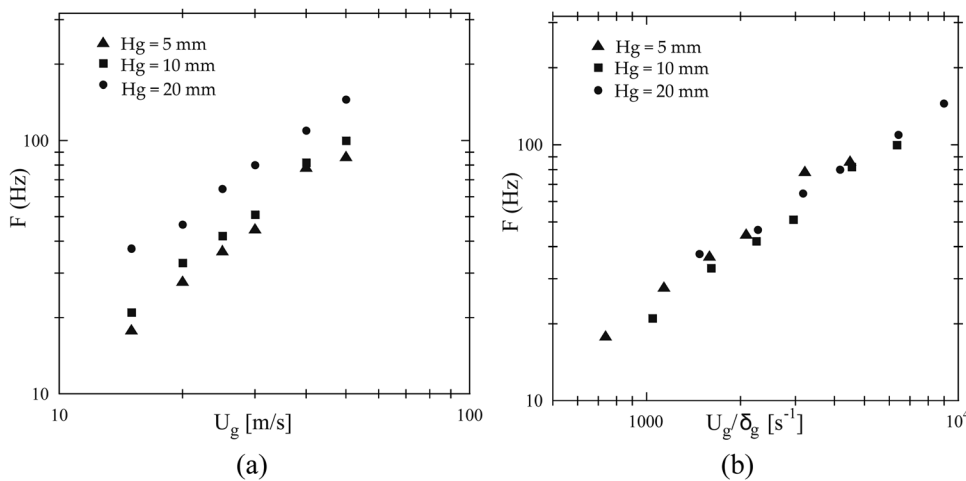 Hg = 5 mm
Hg = 10 mm
Hg = 20 mm
100
F (Hz)
10
10
U_g [m/s]
100
(a)
Hg = 5 mm
Hg = 10 mm
Hg = 20 mm
100
F (Hz)
10
1000
U_g/δ_g [s⁻¹]
10⁴
(b)